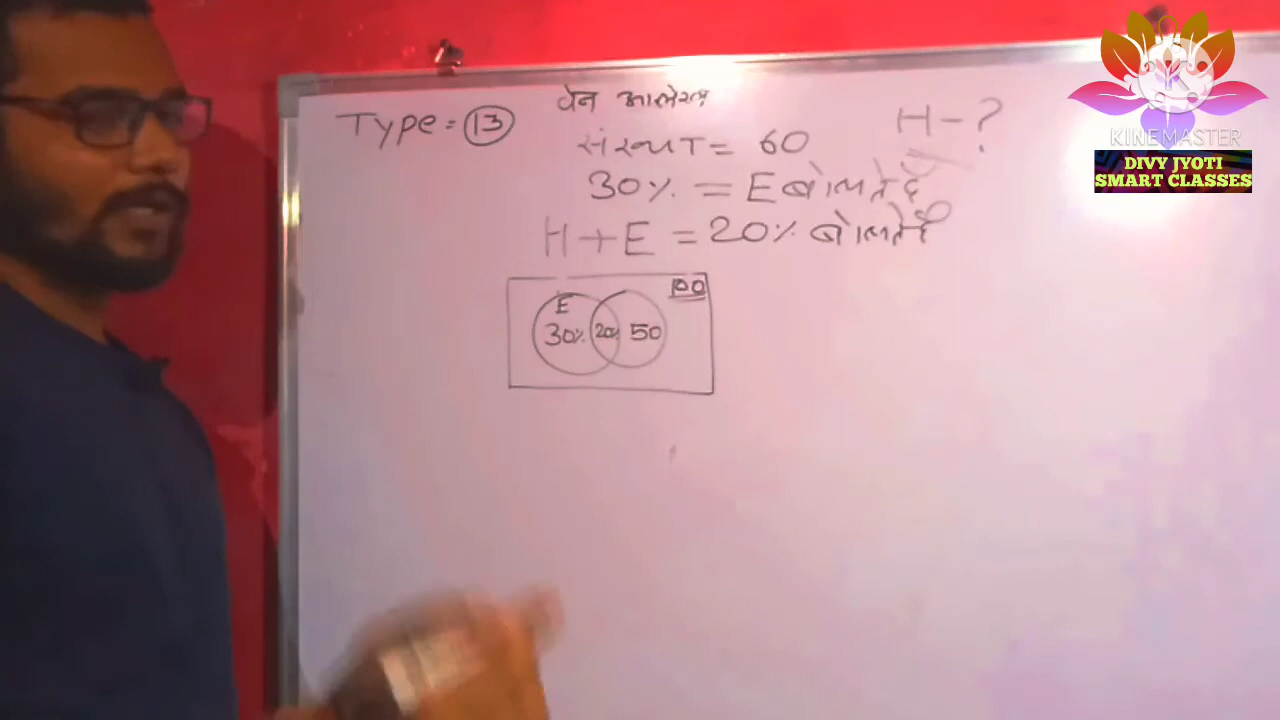 Type = 13
वेन आलेख
संस्था = 60
H - ?
30% = E बोलते है
H + E = 20% बोलते है
100
E
30% 20% 50
KINEMASTER
DIVY JYOTI
SMART CLASSES